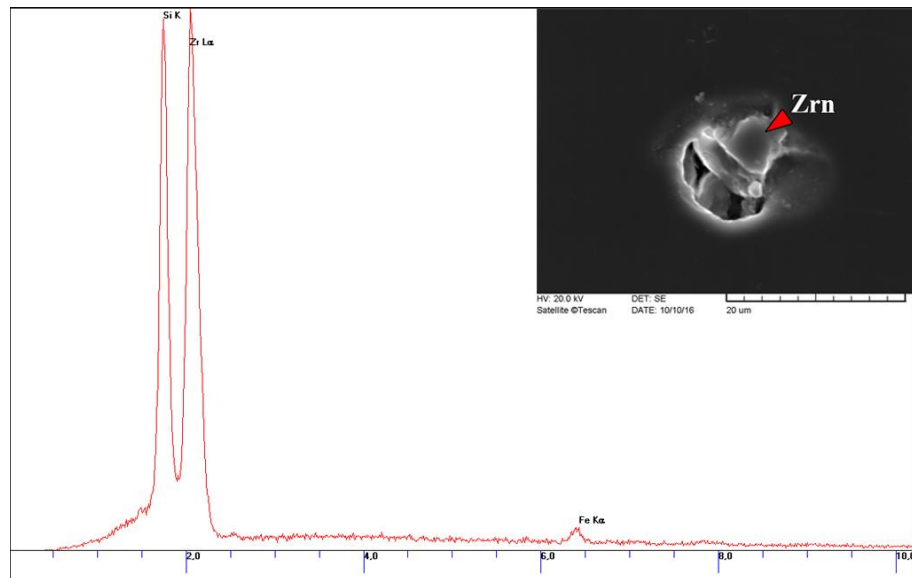 Si K
Zr Lα
Zrn
HV: 20.0 kV DET: SE
Satellite ©Tescan DATE: 10/10/16 20 um
Fe Kα
2,0 4,0 6,0 8,0 10,0